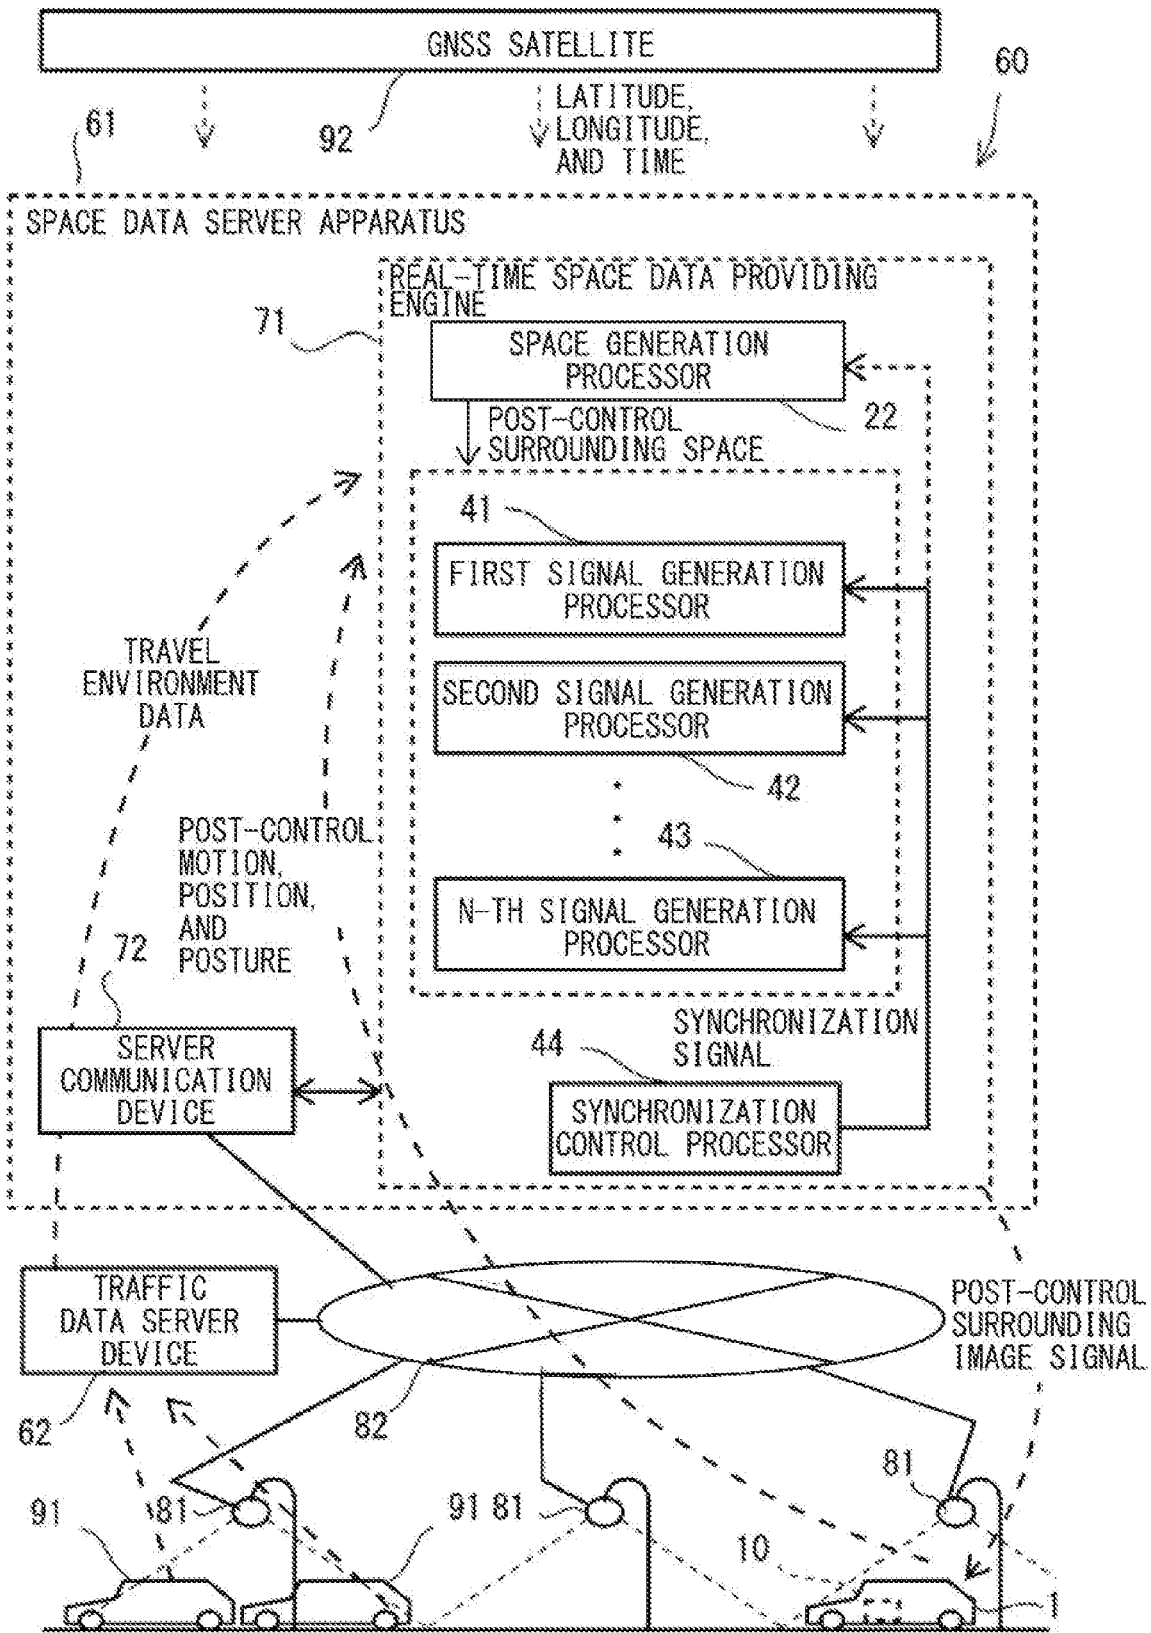 GNSS SATELLITE
60
LATITUDE,
LONGITUDE,
AND TIME
92
61
SPACE DATA SERVER APPARATUS
REAL-TIME SPACE DATA PROVIDING
ENGINE
71
SPACE GENERATION
PROCESSOR
22
POST-CONTROL
SURROUNDING SPACE
41
FIRST SIGNAL GENERATION
PROCESSOR
TRAVEL
ENVIRONMENT
DATA
SECOND SIGNAL GENERATION
PROCESSOR
42
POST-CONTROL
MOTION,
POSITION,
AND
POSTURE
43
N-TH SIGNAL GENERATION
PROCESSOR
72
SERVER
COMMUNICATION
DEVICE
SYNCHRONIZATION
SIGNAL
44
SYNCHRONIZATION
CONTROL PROCESSOR
TRAFFIC
DATA SERVER
DEVICE
62
82
POST-CONTROL
SURROUNDING
IMAGE SIGNAL
91
81
91
81
81
10
1